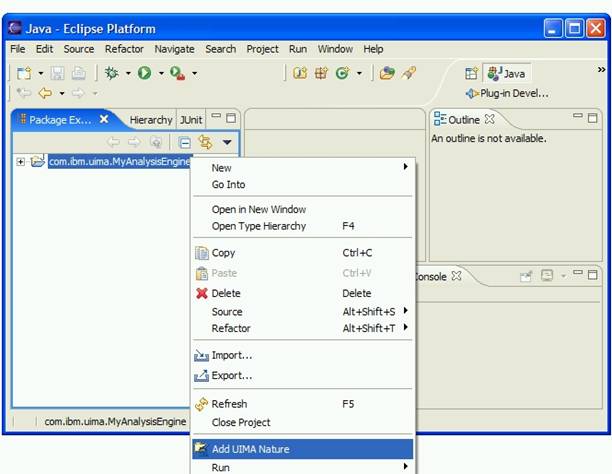 Java - Eclipse Platform
File Edit Source Refactor Navigate Search Project Run Window Help
Java
»
Plug-in Devel...
Package Ex... Hierarchy JUnit
Outline
An outline is not available.
com.ibm.uima.MyAnalysisEngine
New
Go Into
Open in New Window
Open Type Hierarchy F4
Copy Ctrl+C
Paste Ctrl+V
Delete Delete
Source Alt+Shift+S
Refactor Alt+Shift+T
Import...
Export...
Refresh F5
Close Project
Add UIMA Nature
Run
Console
com.ibm.uima.MyAnalysisEngine